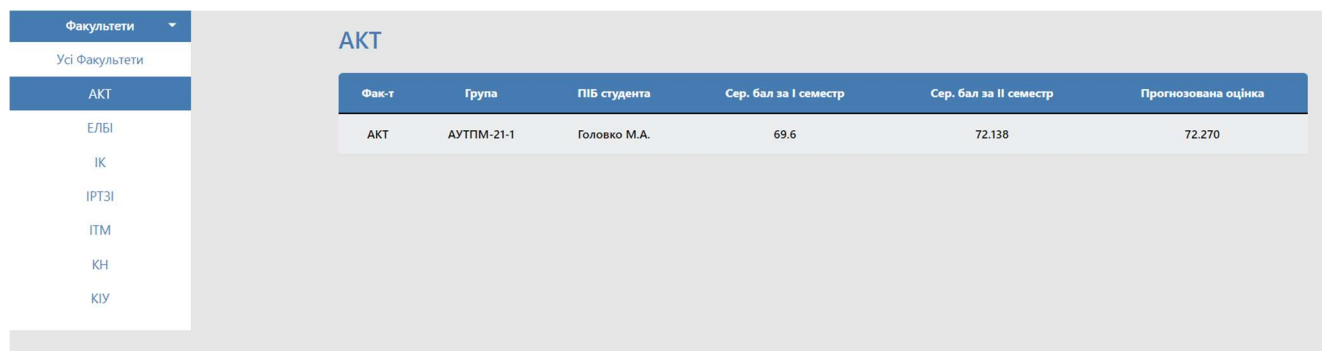 Факультети
Усі Факультети
АКТ
ЕЛБІ
ІК
ІРТЗІ
ІТМ
КН
КІУ
АКТ
Фак-т Група ПІБ студента Сер. бал за І семестр Сер. бал за ІІ семестр Прогнозована оцінка
АКТ АУТПМ-21-1 Головко М.А. 69.6 72.138 72.270